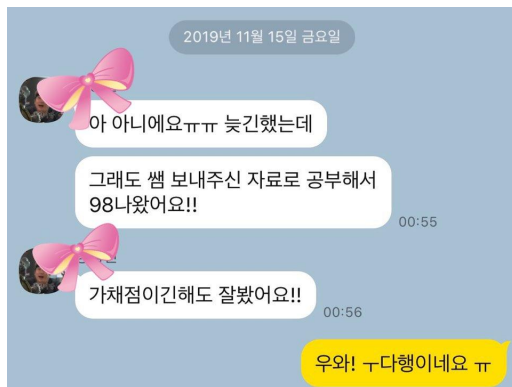 2019년 11월 15일 금요일
아 아니에요ㅠㅠ 늦긴했는데
그래도 쌤 보내주신 자료로 공부해서
98나왔어요!!
00:55
가채점이긴해도 잘봤어요!!
00:56
우와! ㅜ다행이네요 ㅠ